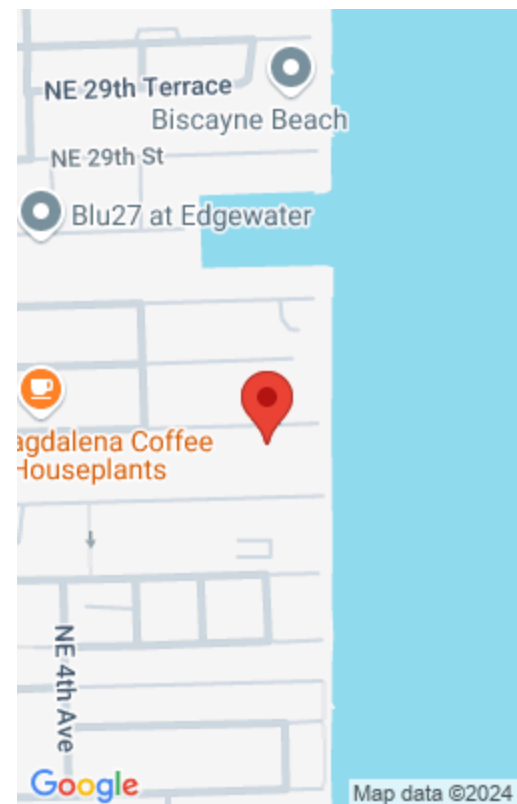 NE 29th Terrace
Biscayne Beach
NE 29th St
Blu27 at Edgewater
agdalena Coffee
Houseplants
NE 4th Ave
Google
Map data ©2024